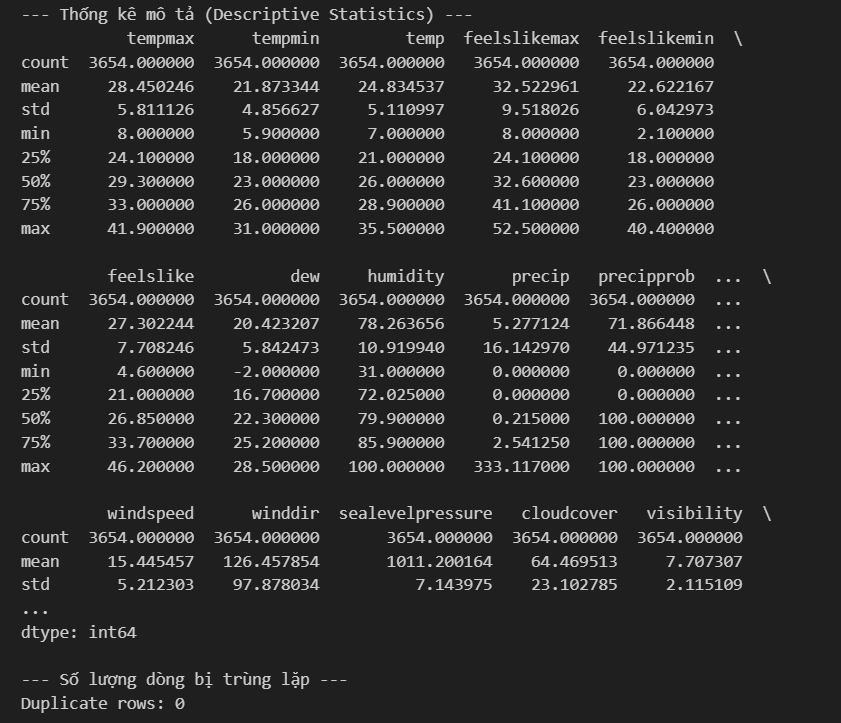 --- Thống kê mô tả (Descriptive Statistics) ---
           tempmax      tempmin         temp  feelslikemax  feelslikemin  \
count  3654.000000  3654.000000  3654.000000   3654.000000   3654.000000
mean     28.450246    21.873344    24.834537     32.522961     22.622167
std       5.811126     4.856627     5.110997      9.518026      6.042973
min       8.000000     5.900000     7.000000      8.000000      2.100000
25%      24.100000    18.000000    21.000000     24.100000     18.000000
50%      29.300000    23.000000    26.000000     32.600000     23.000000
75%      33.000000    26.000000    28.900000     41.100000     26.000000
max      41.900000    31.000000    35.500000     52.500000     40.400000

         feelslike          dew     humidity       precip   precipprob  ...  \
count  3654.000000  3654.000000  3654.000000  3654.000000  3654.000000  ...
mean     27.302244    20.423207    78.263656     5.277124    71.866448  ...
std       7.708246     5.842473    10.919940    16.142970    44.971235  ...
min       4.600000    -2.000000    31.000000     0.000000     0.000000  ...
25%      21.000000    16.700000    72.025000     0.000000     0.000000  ...
50%      26.850000    22.300000    79.900000     0.215000   100.000000  ...
75%      33.700000    25.200000    85.900000     2.541250   100.000000  ...
max      46.200000    28.500000   100.000000   333.117000   100.000000  ...

         windspeed      winddir  sealevelpressure   cloudcover   visibility  \
count  3654.000000  3654.000000       3654.000000  3654.000000  3654.000000
mean     15.445457   126.457854       1011.200164    64.469513     7.707307
std       5.212303    97.878034          7.143975    23.102785     2.115109
...
dtype: int64

--- Số lượng dòng bị trùng lặp ---
Duplicate rows: 0